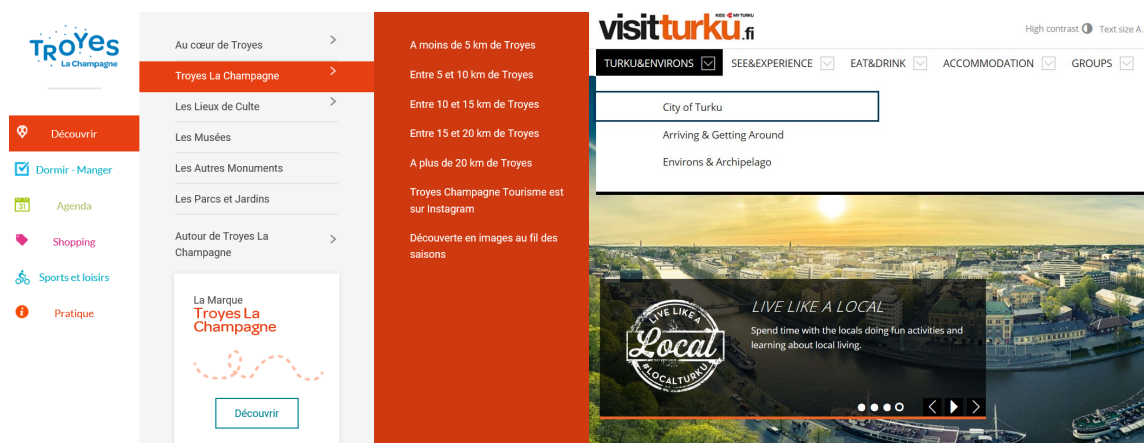 TROYES
La Champagne
Découvrir
Dormir - Manger
31
Agenda
Shopping
Sports et loisirs
Pratique
Au cœur de Troyes
Troyes La Champagne
Les Lieux de Culte
Les Musées
Les Autres Monuments
Les Parcs et Jardins
Autour de Troyes La
Champagne
La Marque
Troyes La
Champagne
Découvrir
A moins de 5 km de Troyes
Entre 5 et 10 km de Troyes
Entre 10 et 15 km de Troyes
Entre 15 et 20 km de Troyes
A plus de 20 km de Troyes
Troyes Champagne Tourisme est
sur Instagram
Découverte en images au fil des
saisons
KISS MY TURKU
visitturku.fi
High contrast Text size A
TURKU&ENVIRONS SEE&EXPERIENCE EAT&DRINK ACCOMMODATION GROUPS
City of Turku
Arriving & Getting Around
Environs & Archipelago
LIVE LIKE A
Local
#LOCALTURKU
LIVE LIKE A LOCAL
Spend time with the locals doing fun activities and
learning about local living.